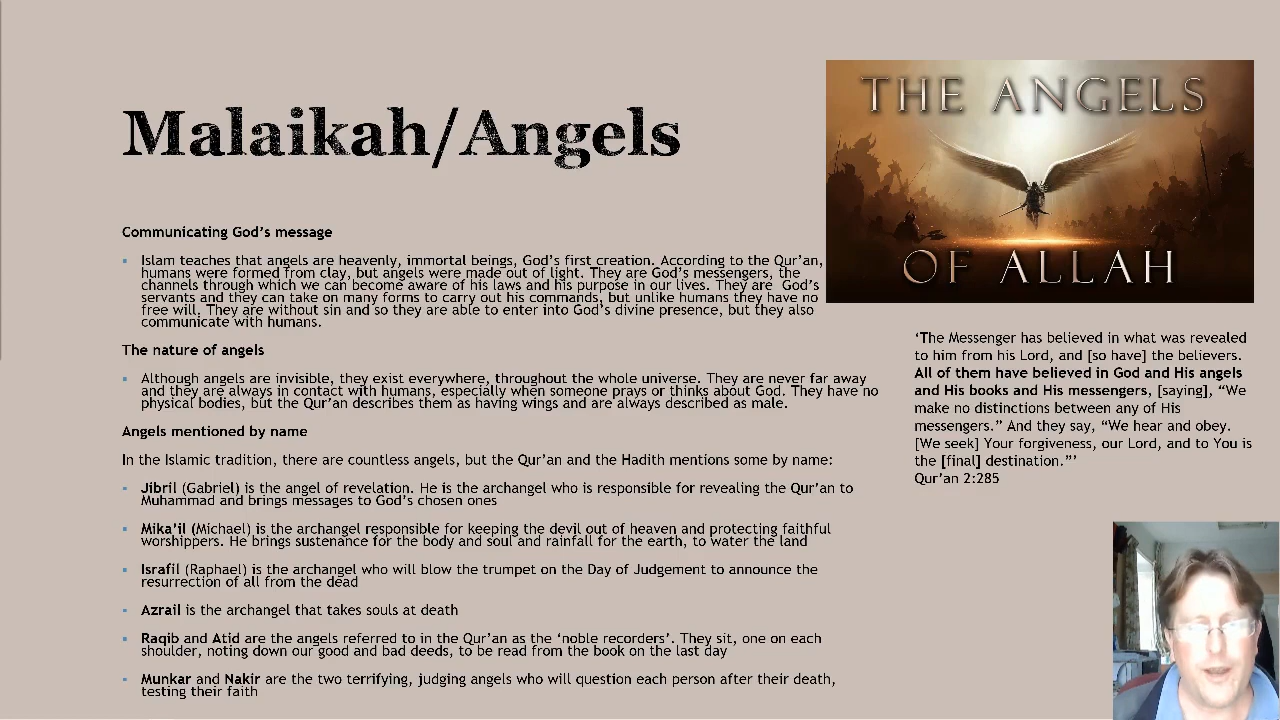 Malaikah/Angels
Communicating God's message
Islam teaches that angels are heavenly, immortal beings, God's first creation. According to the Qur'an,
humans were formed from clay, but angels were made out of light. They are God's messengers, the
channels through which we can become aware of his laws and his purpose in our lives. They are God's
servants and they can take on many forms to carry out his commands, but unlike humans they have no
free will. They are without sin and so they are able to enter into God's divine presence, but they also
communicate with humans.
The nature of angels
Although angels are invisible, they exist everywhere, throughout the whole universe. They are never far away
and they are always in contact with humans, especially when someone prays or thinks about God. They have no
physical bodies, but the Qur'an describes them as having wings and are always described as male.
Angels mentioned by name
In the Islamic tradition, there are countless angels, but the Qur'an and the Hadith mentions some by name:
Jibril (Gabriel) is the angel of revelation. He is the archangel who is responsible for revealing the Qur'an to
Muhammad and brings messages to God's chosen ones
Mika'il (Michael) is the archangel responsible for keeping the devil out of heaven and protecting faithful
worshippers. He brings sustenance for the body and soul and rainfall for the earth, to water the land
Israfil (Raphael) is the archangel who will blow the trumpet on the Day of Judgement to announce the
resurrection of all from the dead
Azrail is the archangel that takes souls at death
Raqib and Atid are the angels referred to in the Qur'an as the 'noble recorders'. They sit, one on each
shoulder, noting down our good and bad deeds, to be read from the book on the last day
Munkar and Nakir are the two terrifying, judging angels who will question each person after their death,
testing their faith
THE ANGELS
OF ALLAH
'The Messenger has believed in what was revealed
to him from his Lord, and [so have] the believers.
All of them have believed in God and His angels
and His books and His messengers, [saying], "We
make no distinctions between any of His
messengers." And they say, "We hear and obey.
[We seek] Your forgiveness, our Lord, and to You is
the [final] destination."'
Qur'an 2:285